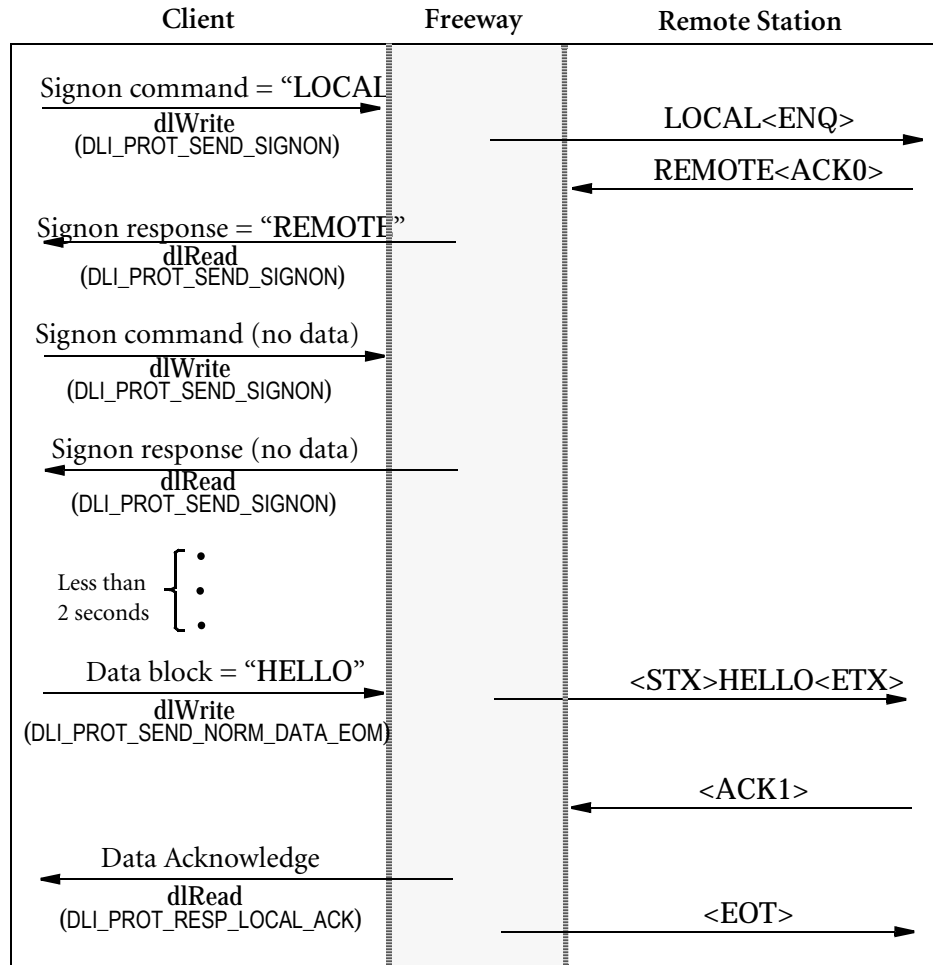 Client Freeway Remote Station
Signon command = “LOCAL
dlWrite
(DLI_PROT_SEND_SIGNON)
LOCAL<ENQ>
REMOTE<ACK0>
Signon response = “REMOTE”
dlRead
(DLI_PROT_SEND_SIGNON)
Signon command (no data)
dlWrite
(DLI_PROT_SEND_SIGNON)
Signon response (no data)
dlRead
(DLI_PROT_SEND_SIGNON)
Less than
2 seconds
Data block = “HELLO”
dlWrite
(DLI_PROT_SEND_NORM_DATA_EOM)
<STX>HELLO<ETX>
<ACK1>
Data Acknowledge
dlRead
(DLI_PROT_RESP_LOCAL_ACK)
<EOT>